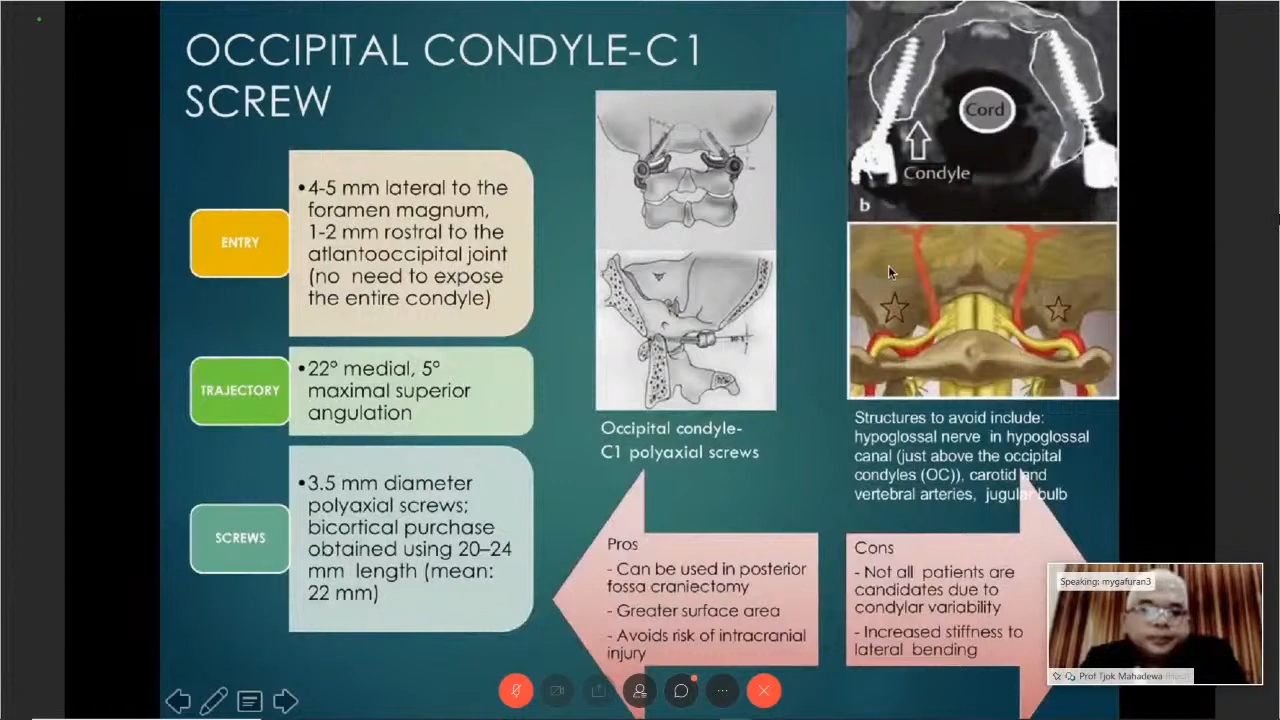 OCCIPITAL CONDYLE-C1
SCREW
ENTRY
•4-5 mm lateral to the
foramen magnum,
1-2 mm rostral to the
atlantooccipital joint
(no need to expose
the entire condyle)
TRAJECTORY
•22° medial, 5°
maximal superior
angulation
SCREWS
•3.5 mm diameter
polyaxial screws;
bicortical purchase
obtained using 20–24
mm length (mean:
22 mm)
Occipital condyle-
C1 polyaxial screws
Cord
Condyle
b
Structures to avoid include:
hypoglossal nerve in hypoglossal
canal (just above the occipital
condyles (OC)), carotid and
vertebral arteries, jugular bulb
Pros
- Can be used in posterior
fossa craniectomy
- Greater surface area
- Avoids risk of intracranial
injury
Cons
- Not all patients are
candidates due to
condylar variability
- Increased stiffness to
lateral bending
Speaking: mygafuran3
Prof Tjok Mahadewa (Host)